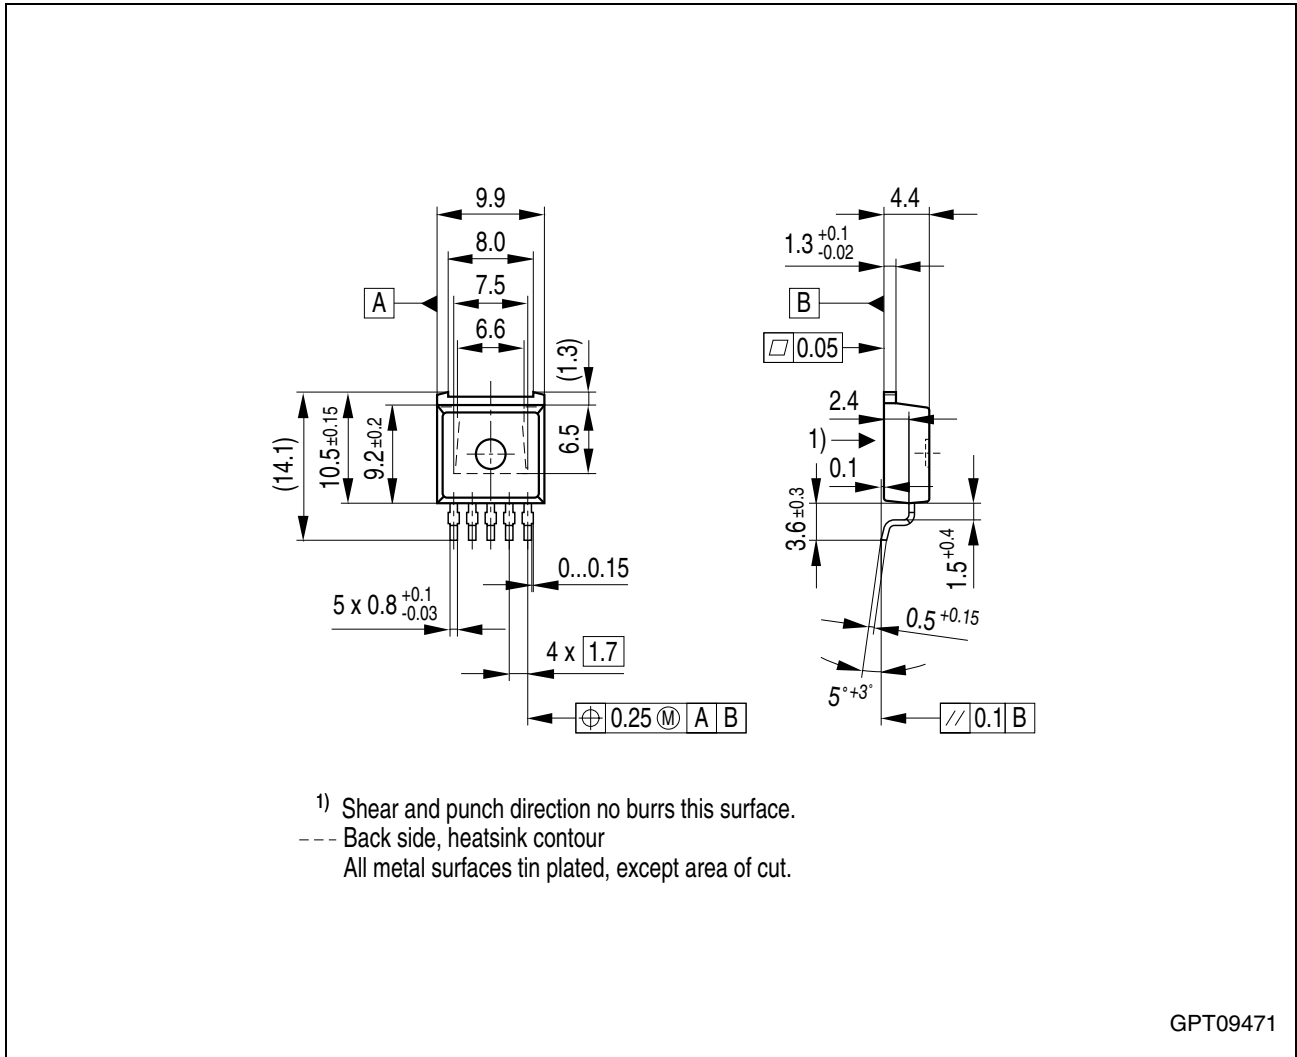 9.9
4.4
8.0
1.3 +0.1 -0.02
7.5
A
B
6.6
0.05
(1.3)
2.4
(14.1)
10.5 ±0.15
9.2 ±0.2
6.5
1)
0.1
3.6 ±0.3
1.5 +0.4
0...0.15
5 x 0.8 +0.1 -0.03
0.5 +0.15
4 x 1.7
5° +3°
⌖ 0.25 Ⓜ A B
// 0.1 B
1) Shear and punch direction no burrs this surface.
--- Back side, heatsink contour
All metal surfaces tin plated, except area of cut.
GPT09471